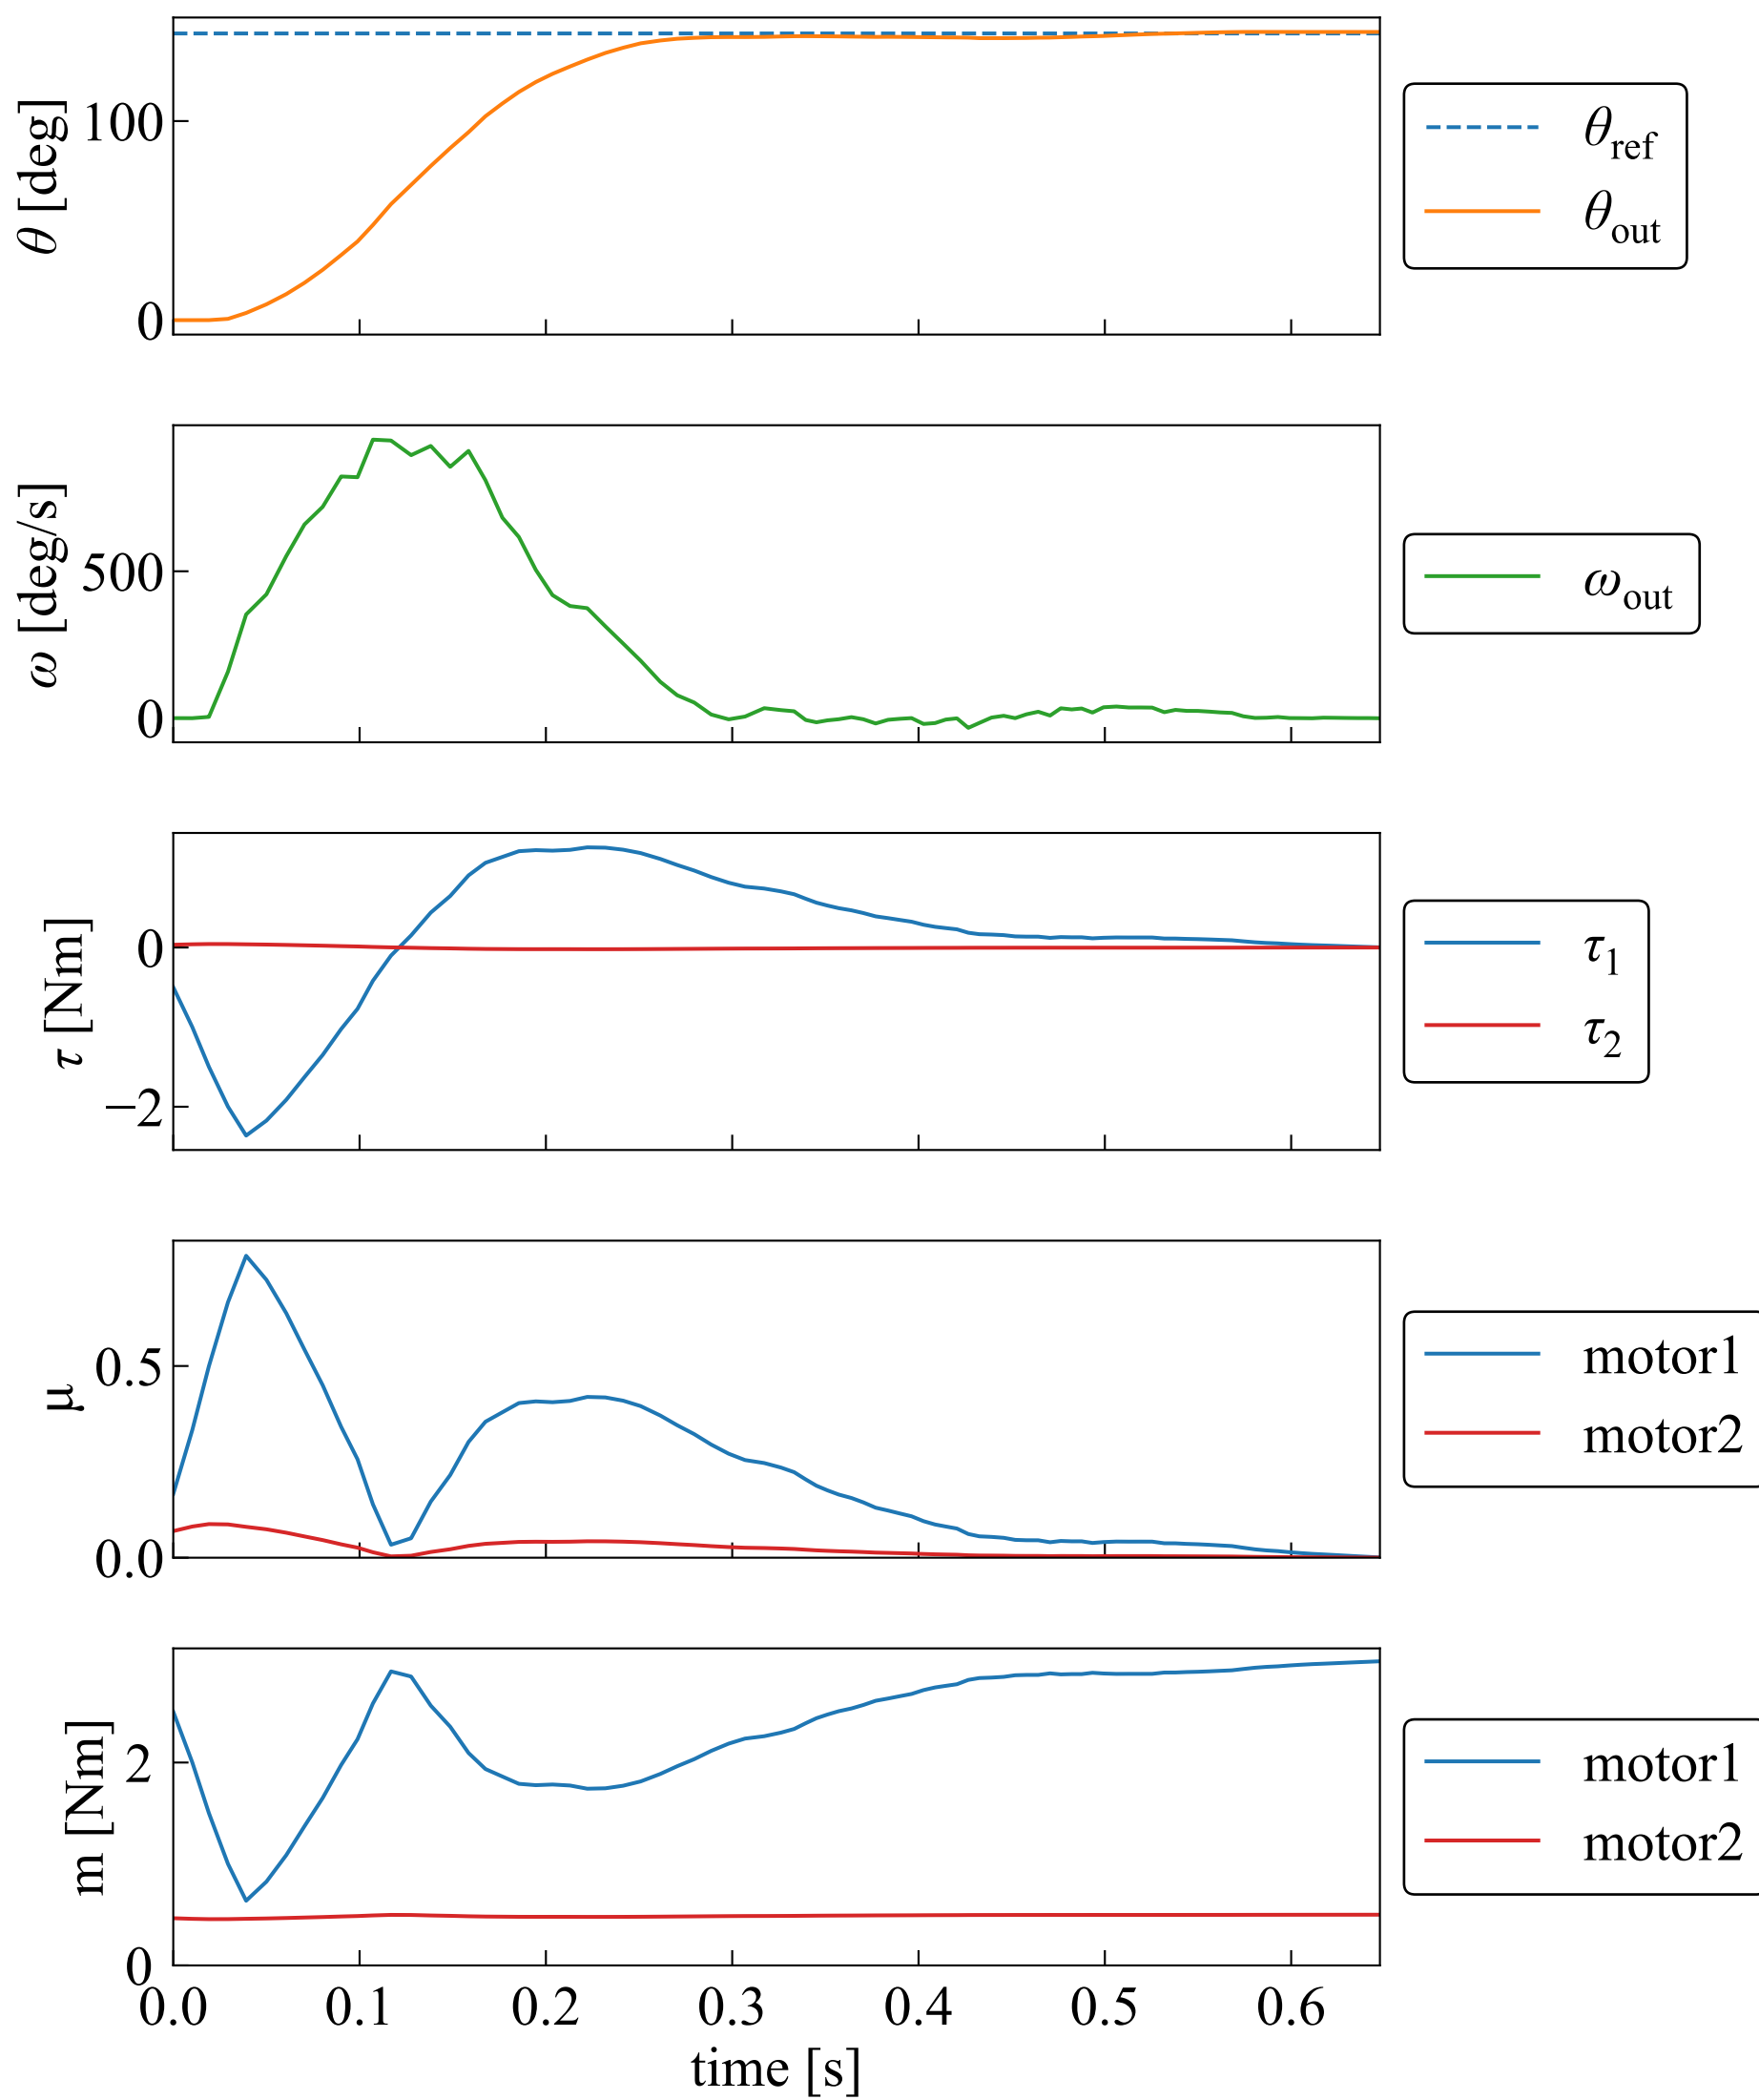 θ [deg]
100
0
θref
θout
ω [deg/s]
500
0
ωout
τ [Nm]
0
−2
τ1
τ2
μ
0.5
0.0
motor1
motor2
m [Nm]
2
0
motor1
motor2
0.0 0.1 0.2 0.3 0.4 0.5 0.6
time [s]